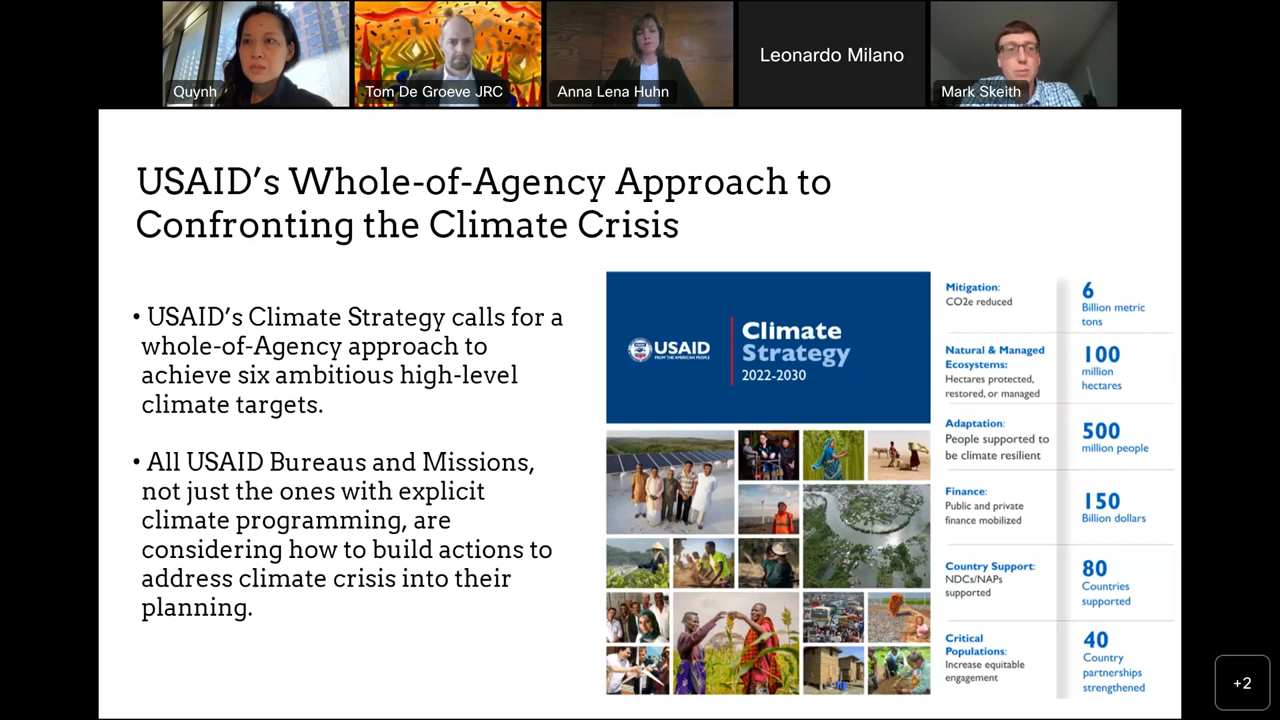 Quynh
Tom De Groeve JRC
Anna Lena Huhn
Leonardo Milano
Mark Skeith
USAID’s Whole-of-Agency Approach to
Confronting the Climate Crisis
• USAID’s Climate Strategy calls for a
whole-of-Agency approach to
achieve six ambitious high-level
climate targets.
• All USAID Bureaus and Missions,
not just the ones with explicit
climate programming, are
considering how to build actions to
address climate crisis into their
planning.
USAID
FROM THE AMERICAN PEOPLE
Climate
Strategy
2022-2030
Mitigation:
CO2e reduced
6
Billion metric
tons
Natural & Managed
Ecosystems:
Hectares protected,
restored, or managed
100
million
hectares
Adaptation:
People supported to
be climate resilient
500
million people
Finance:
Public and private
finance mobilized
150
Billion dollars
Country Support:
NDCs/NAPs
supported
80
Countries
supported
Critical
Populations:
Increase equitable
engagement
40
Country
partnerships
strengthened
+2